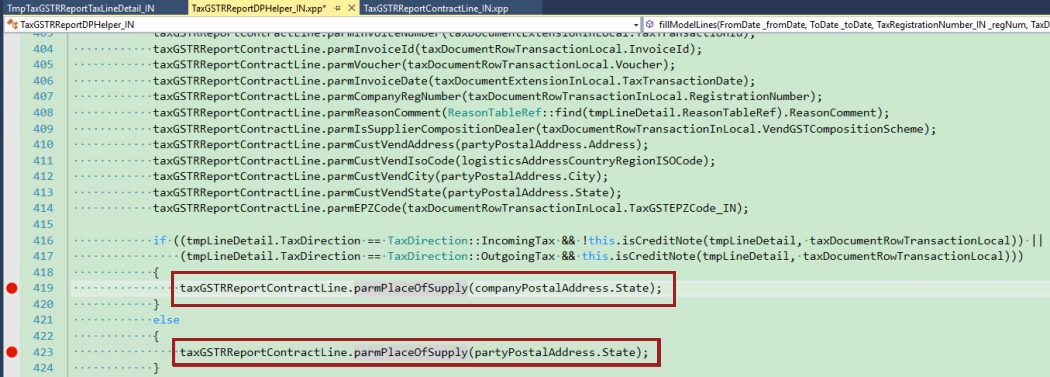 TmpTaxGSTRReportTaxLineDetail_IN TaxGSTRReportDPHelper_IN.xpp* TaxGSTRReportContractLine_IN.xpp
TaxGSTRReportDPHelper_IN fillModelLines(FromDate _fromDate, ToDate _toDate, TaxRegistrationNumber_IN _regNum, TaxD
403 taxGSTRReportContractLine.parmInvoiceNumber(taxDocumentExtensionInLocal.TaxTransactionId);
404 taxGSTRReportContractLine.parmInvoiceId(taxDocumentRowTransactionLocal.InvoiceId);
405 taxGSTRReportContractLine.parmVoucher(taxDocumentRowTransactionLocal.Voucher);
406 taxGSTRReportContractLine.parmInvoiceDate(taxDocumentExtensionInLocal.TaxTransactionDate);
407 taxGSTRReportContractLine.parmCompanyRegNumber(taxDocumentRowTransactionInLocal.RegistrationNumber);
408 taxGSTRReportContractLine.parmReasonComment(ReasonTableRef::find(tmpLineDetail.ReasonTableRef).ReasonComment);
409 taxGSTRReportContractLine.parmIsSupplierCompositionDealer(taxDocumentRowTransactionInLocal.VendGSTCompositionScheme);
410 taxGSTRReportContractLine.parmCustVendAddress(partyPostalAddress.Address);
411 taxGSTRReportContractLine.parmCustVendIsoCode(logisticsAddressCountryRegionISOCode);
412 taxGSTRReportContractLine.parmCustVendCity(partyPostalAddress.City);
413 taxGSTRReportContractLine.parmCustVendState(partyPostalAddress.State);
414 taxGSTRReportContractLine.parmEPZCode(taxDocumentRowTransactionInLocal.TaxGSTEPZCode_IN);
415
416 if ((tmpLineDetail.TaxDirection == TaxDirection::IncomingTax && !this.isCreditNote(tmpLineDetail, taxDocumentRowTransactionLocal)) ||
417 (tmpLineDetail.TaxDirection == TaxDirection::OutgoingTax && this.isCreditNote(tmpLineDetail, taxDocumentRowTransactionLocal)))
418 {
419 taxGSTRReportContractLine.parmPlaceOfSupply(companyPostalAddress.State);
420 }
421 else
422 {
423 taxGSTRReportContractLine.parmPlaceOfSupply(partyPostalAddress.State);
424 }